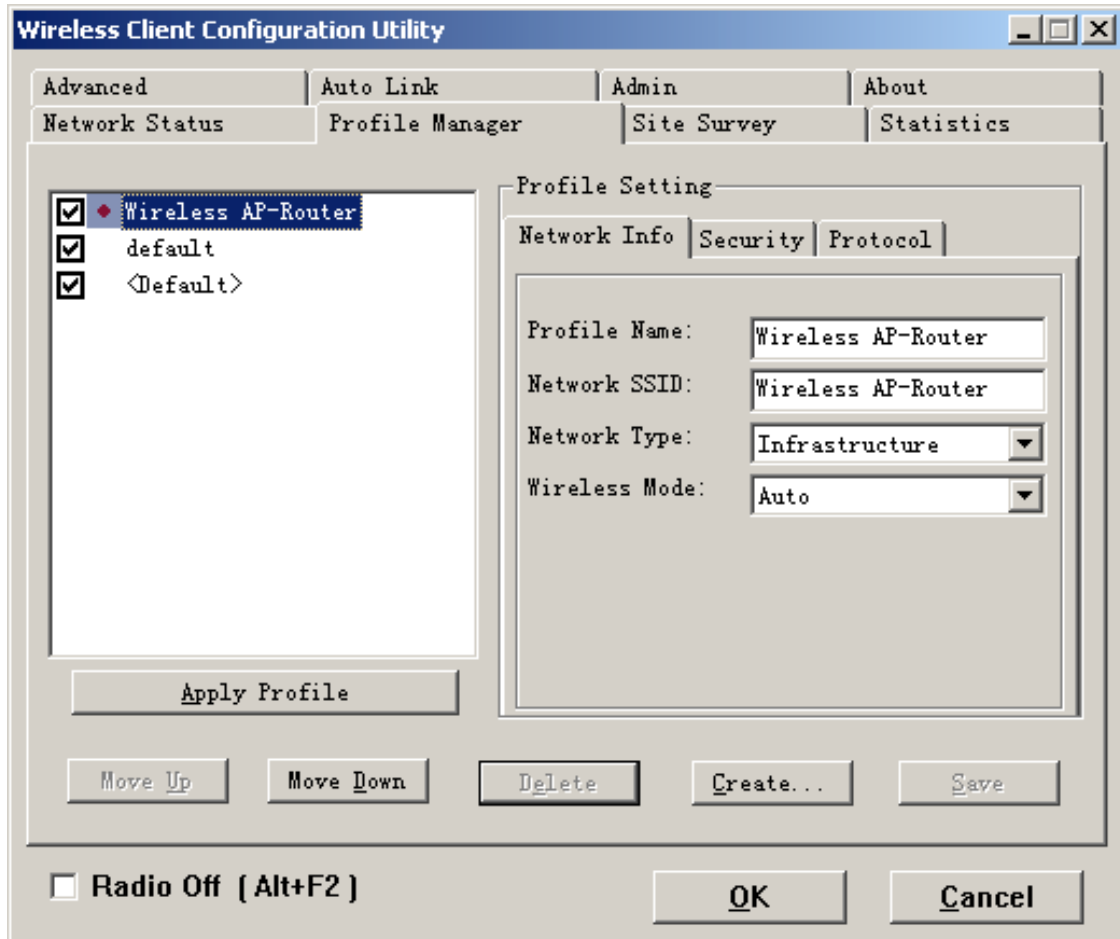 Wireless Client Configuration Utility
Advanced Auto Link Admin About
Network Status Profile Manager Site Survey Statistics
Wireless AP-Router
default
<Default>
Apply Profile
Profile Setting
Network Info Security Protocol
Profile Name: Wireless AP-Router
Network SSID: Wireless AP-Router
Network Type: Infrastructure
Wireless Mode: Auto
Move Up Move Down Delete Create... Save
Radio Off ( Alt+F2 ) OK Cancel